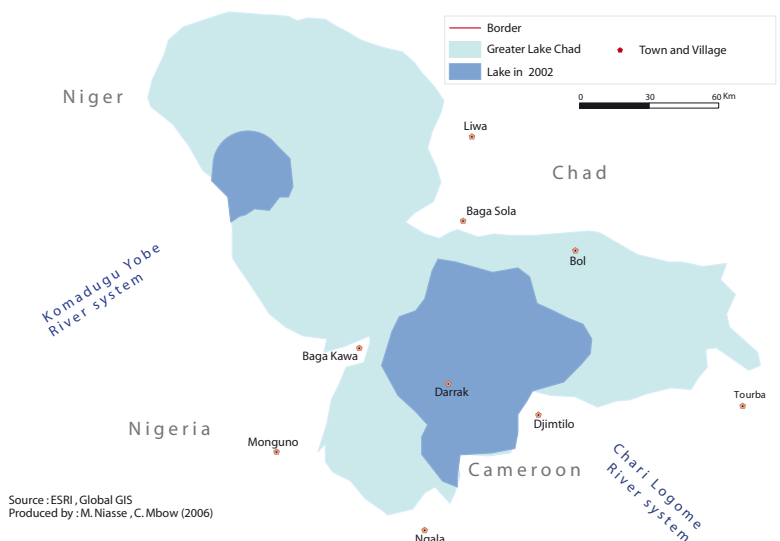 Border
Greater Lake Chad
Town and Village
Lake in 2002
0 30 60 Km
Niger
Liwa
Chad
Baga Sola
Bol
Komadugu Yobe
River system
Baga Kawa
Darrak
Tourba
Djimtilo
Nigeria
Monguno
Cameroon
Chari Logome
River system
Source : ESRI , Global GIS
Produced by : M. Niasse , C. Mbow (2006)
Ngala